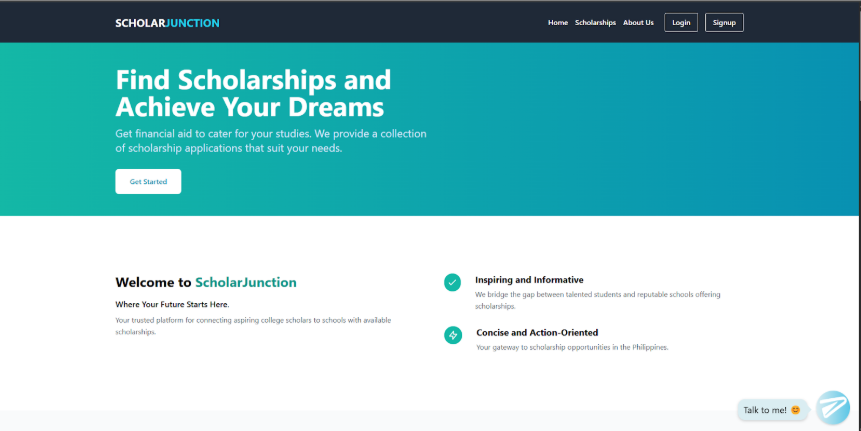 SCHOLARJUNCTION
Home Scholarships About Us Login Signup
Find Scholarships and
Achieve Your Dreams
Get financial aid to cater for your studies. We provide a collection
of scholarship applications that suit your needs.
Get Started
Welcome to ScholarJunction
Where Your Future Starts Here.
Your trusted platform for connecting aspiring college scholars to schools with available
scholarships.
Inspiring and Informative
We bridge the gap between talented students and reputable schools offering
scholarships.
Concise and Action-Oriented
Your gateway to scholarship opportunities in the Philippines.
Talk to me! 😊